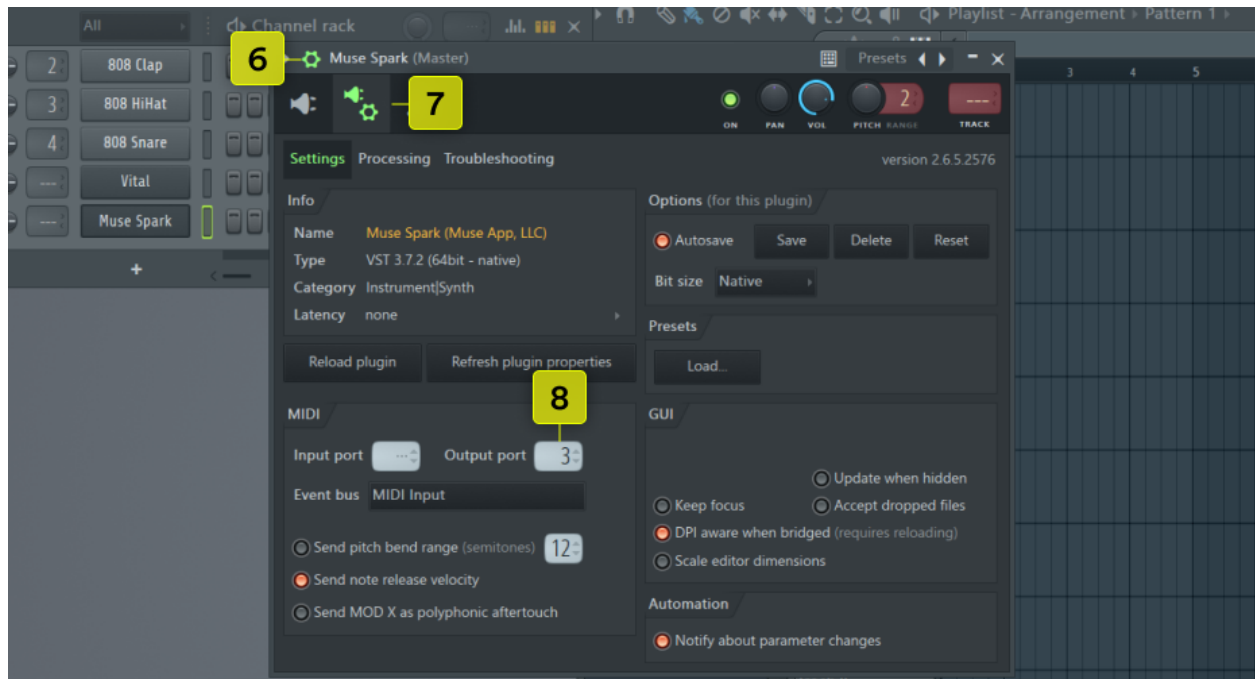 All
Channel rack
Playlist - Arrangement › Pattern 1 ›
6
Muse Spark (Master)
Presets
2
808 Clap
3
808 HiHat
4
808 Snare
---
Vital
---
Muse Spark
+
7
2
---
ON
PAN
VOL
PITCH RANGE
TRACK
3
4
5
Settings
Processing
Troubleshooting
version 2.6.5.2576
Info
Name
Muse Spark (Muse App, LLC)
Type
VST 3.7.2 (64bit - native)
Category
Instrument|Synth
Latency
none
Reload plugin
Refresh plugin properties
Options (for this plugin)
Autosave
Save
Delete
Reset
Bit size
Native
Presets
Load...
8
MIDI
Input port
---
Output port
3
Event bus
MIDI Input
Send pitch bend range (semitones)
12
Send note release velocity
Send MOD X as polyphonic aftertouch
GUI
Update when hidden
Keep focus
Accept dropped files
DPI aware when bridged (requires reloading)
Scale editor dimensions
Automation
Notify about parameter changes